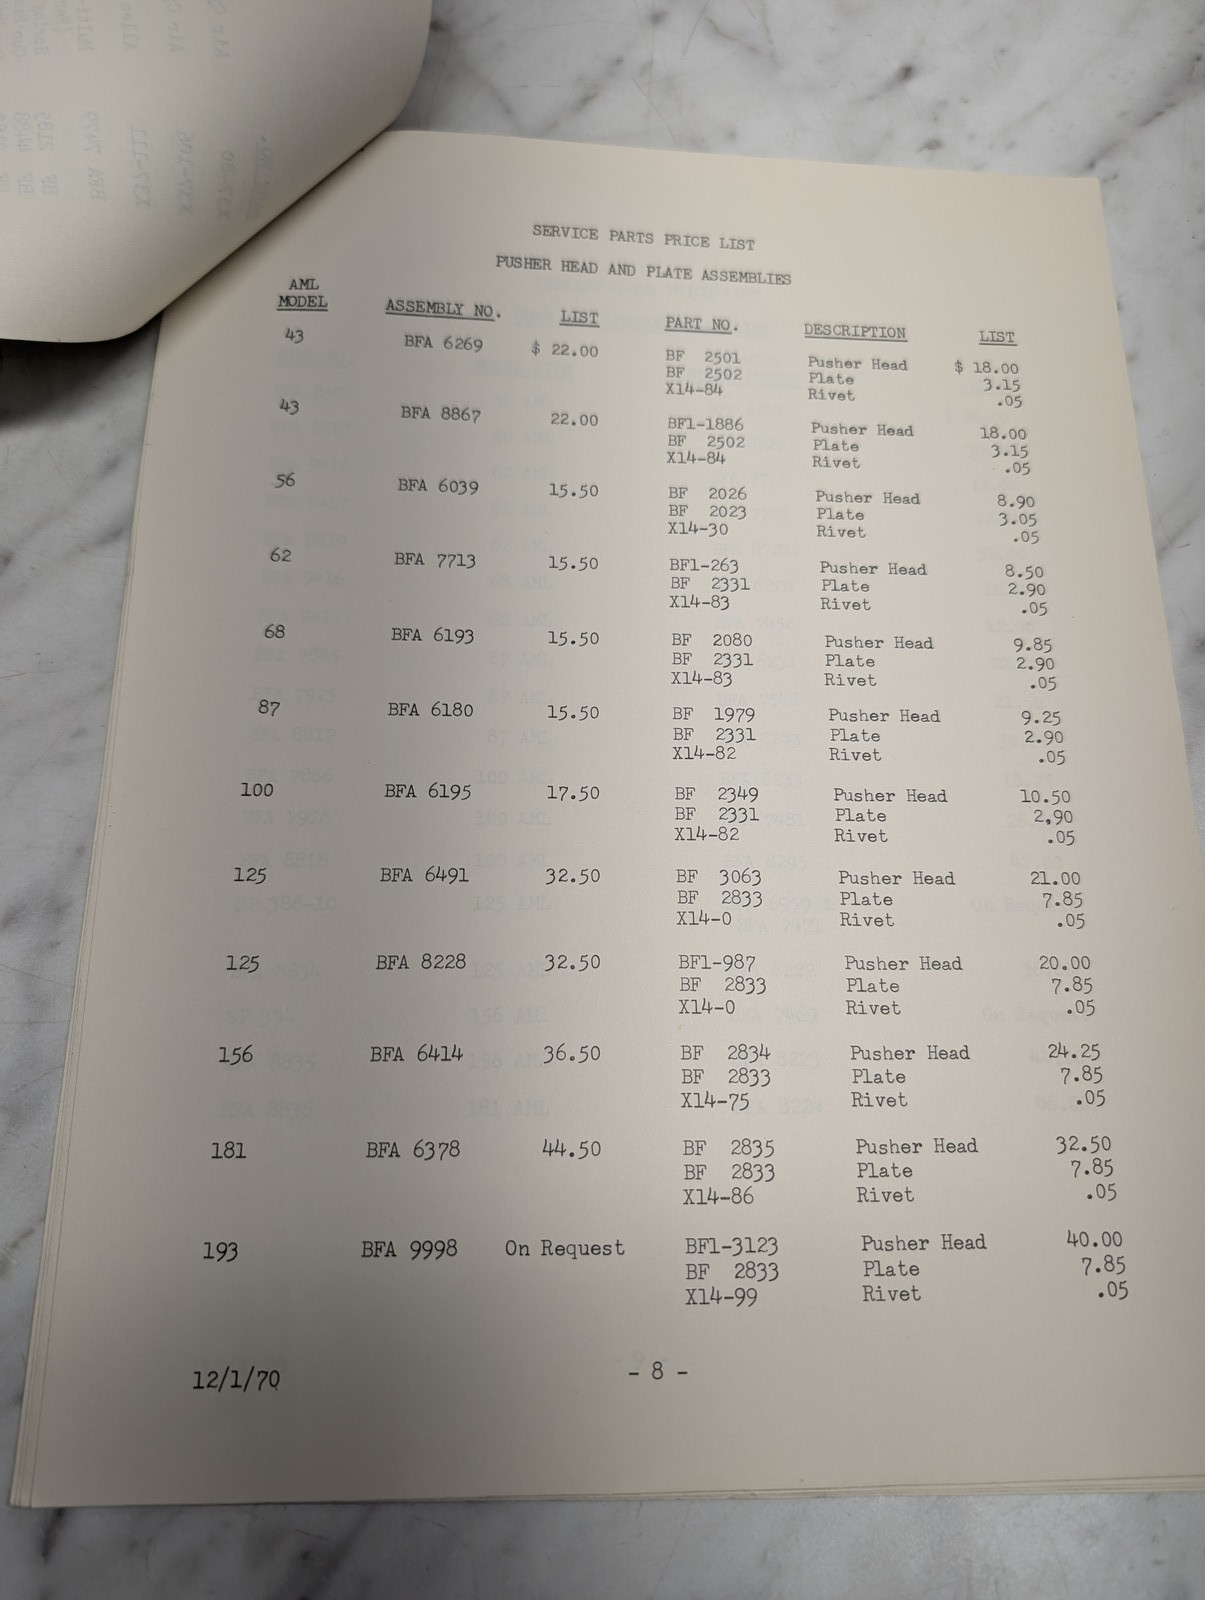 SERVICE PARTS PRICE LIST
PUSHER HEAD AND PLATE ASSEMBLIES
AML
MODEL ASSEMBLY NO. LIST PART NO. DESCRIPTION LIST
43 BFA 6269 $ 22.00 BF 2501 Pusher Head $ 18.00
BF 2502 Plate 3.15
X14-84 Rivet .05
43 BFA 8867 22.00 BF1-1886 Pusher Head 18.00
BF 2502 Plate 3.15
X14-84 Rivet .05
56 BFA 6039 15.50 BF 2026 Pusher Head 8.90
BF 2023 Plate 3.05
X14-30 Rivet .05
62 BFA 7713 15.50 BF1-263 Pusher Head 8.50
BF 2331 Plate 2.90
X14-83 Rivet .05
68 BFA 6193 15.50 BF 2080 Pusher Head 9.85
BF 2331 Plate 2.90
X14-83 Rivet .05
87 BFA 6180 15.50 BF 1979 Pusher Head 9.25
BF 2331 Plate 2.90
X14-82 Rivet .05
100 BFA 6195 17.50 BF 2349 Pusher Head 10.50
BF 2331 Plate 2,90
X14-82 Rivet .05
125 BFA 6491 32.50 BF 3063 Pusher Head 21.00
BF 2833 Plate 7.85
X14-0 Rivet .05
125 BFA 8228 32.50 BF1-987 Pusher Head 20.00
BF 2833 Plate 7.85
X14-0 Rivet .05
156 BFA 6414 36.50 BF 2834 Pusher Head 24.25
BF 2833 Plate 7.85
X14-75 Rivet .05
181 BFA 6378 44.50 BF 2835 Pusher Head 32.50
BF 2833 Plate 7.85
X14-86 Rivet .05
193 BFA 9998 On Request BF1-3123 Pusher Head 40.00
BF 2833 Plate 7.85
X14-99 Rivet .05
12/1/70 - 8 -